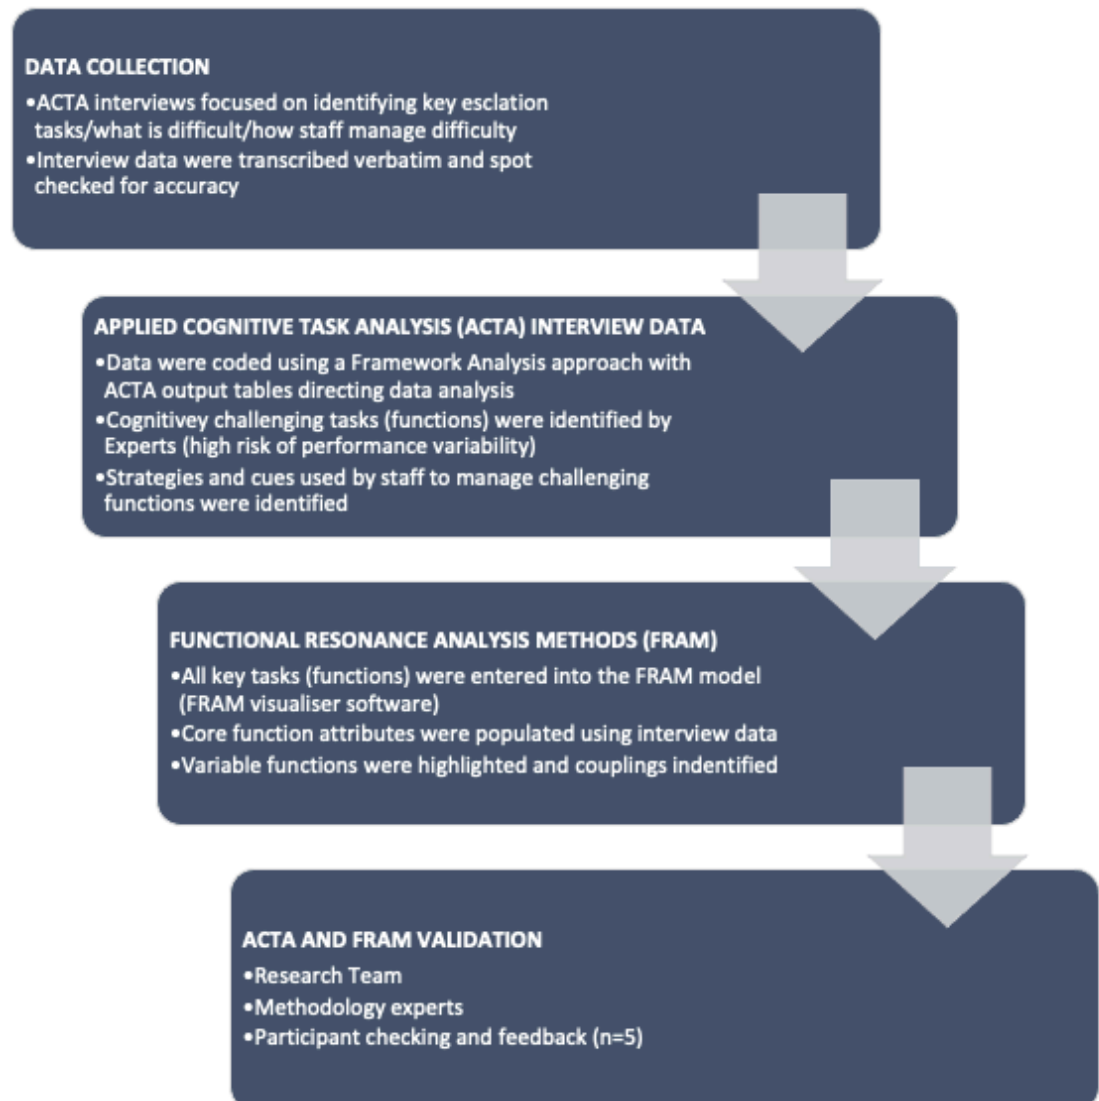 DATA COLLECTION
•ACTA interviews focused on identifying key esclation
tasks/what is difficult/how staff manage difficulty
•Interview data were transcribed verbatim and spot
checked for accuracy
APPLIED COGNITIVE TASK ANALYSIS (ACTA) INTERVIEW DATA
•Data were coded using a Framework Analysis approach with
ACTA output tables directing data analysis
•Cognitivey challenging tasks (functions) were identified by
Experts (high risk of performance variability)
•Strategies and cues used by staff to manage challenging
functions were identified
FUNCTIONAL RESONANCE ANALYSIS METHODS (FRAM)
•All key tasks (functions) were entered into the FRAM model
(FRAM visualiser software)
•Core function attributes were populated using interview data
•Variable functions were highlighted and couplings indentified
ACTA AND FRAM VALIDATION
•Research Team
•Methodology experts
•Participant checking and feedback (n=5)